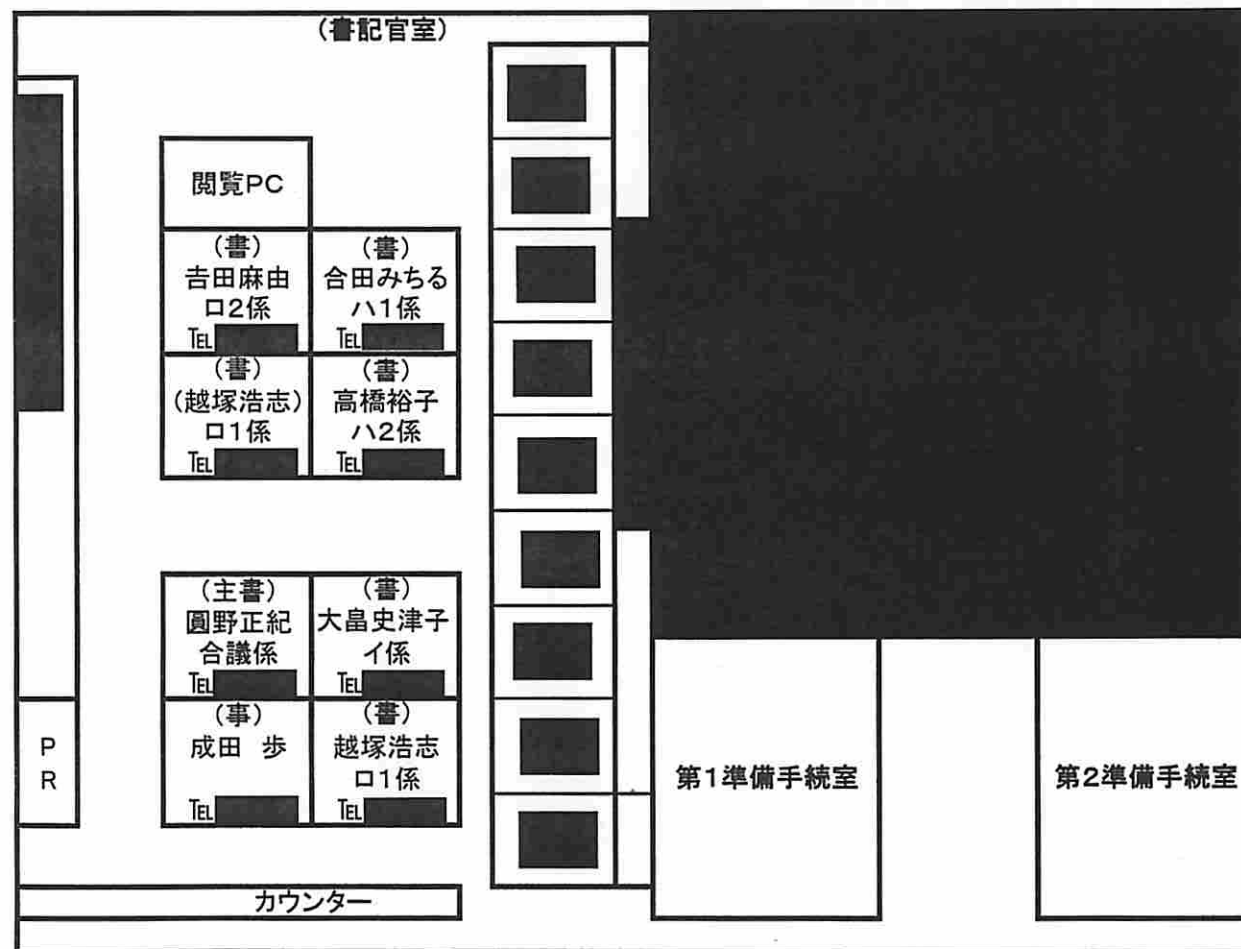 (書記官室)
閲覧PC
(書)
𠮷田麻由
ロ2係
TEL
(書)
合田みちる
ハ1係
TEL
(書)
(越塚浩志)
ロ1係
TEL
(書)
高橋裕子
ハ2係
TEL
(主書)
圓野正紀
合議係
TEL
(書)
大畠史津子
イ係
TEL
(事)
成田 歩
TEL
(書)
越塚浩志
ロ1係
TEL
P
R
第1準備手続室
第2準備手続室
カウンター